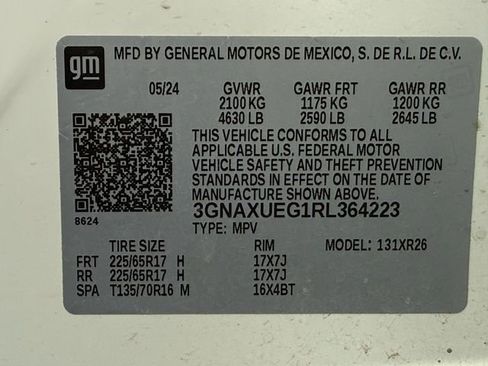 gm MFD BY GENERAL MOTORS DE MEXICO, S. DE R.L. DE C.V.
05/24 GVWR GAWR FRT GAWR RR
2100 KG 1175 KG 1200 KG
4630 LB 2590 LB 2645 LB
THIS VEHICLE CONFORMS TO ALL
APPLICABLE U.S. FEDERAL MOTOR
VEHICLE SAFETY AND THEFT PREVENTION
STANDARDS IN EFFECT ON THE DATE OF
MANUFACTURE SHOWN ABOVE.
3GNAXUEG1RL364223
8624 TYPE: MPV
TIRE SIZE RIM MODEL: 131XR26
FRT 225/65R17 H 17X7J
RR 225/65R17 H 17X7J
SPA T135/70R16 M 16X4BT